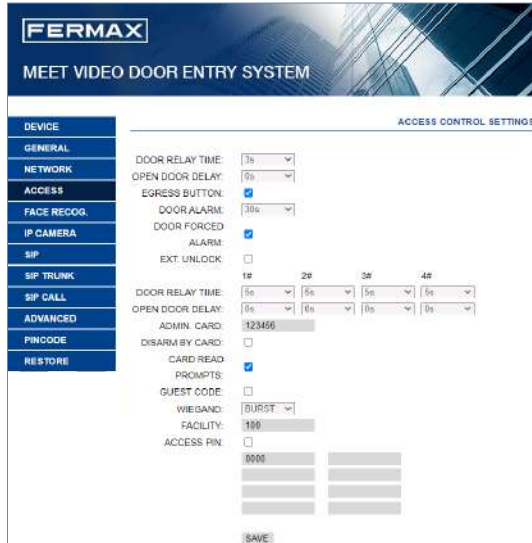 FERMAX
MEET VIDEO DOOR ENTRY SYSTEM
ACCESS CONTROL SETTINGS
DEVICE
GENERAL
NETWORK
ACCESS
FACE RECOG.
IP CAMERA
SIP
SIP TRUNK
SIP CALL
ADVANCED
PINCODE
RESTORE
DOOR RELAY TIME: 3s
OPEN DOOR DELAY: 0s
EGRESS BUTTON:
DOOR ALARM: 30s
DOOR FORCED
ALARM:
EXT. UNLOCK:
1# 2# 3# 4#
DOOR RELAY TIME: 5s 5s 5s 5s
OPEN DOOR DELAY: 0s 0s 0s 0s
ADMIN. CARD: 123456
DISARM BY CARD:
CARD READ
PROMPTS:
GUEST CODE:
WIEGAND: BURST
FACILITY: 100
ACCESS PIN:
0000
SAVE